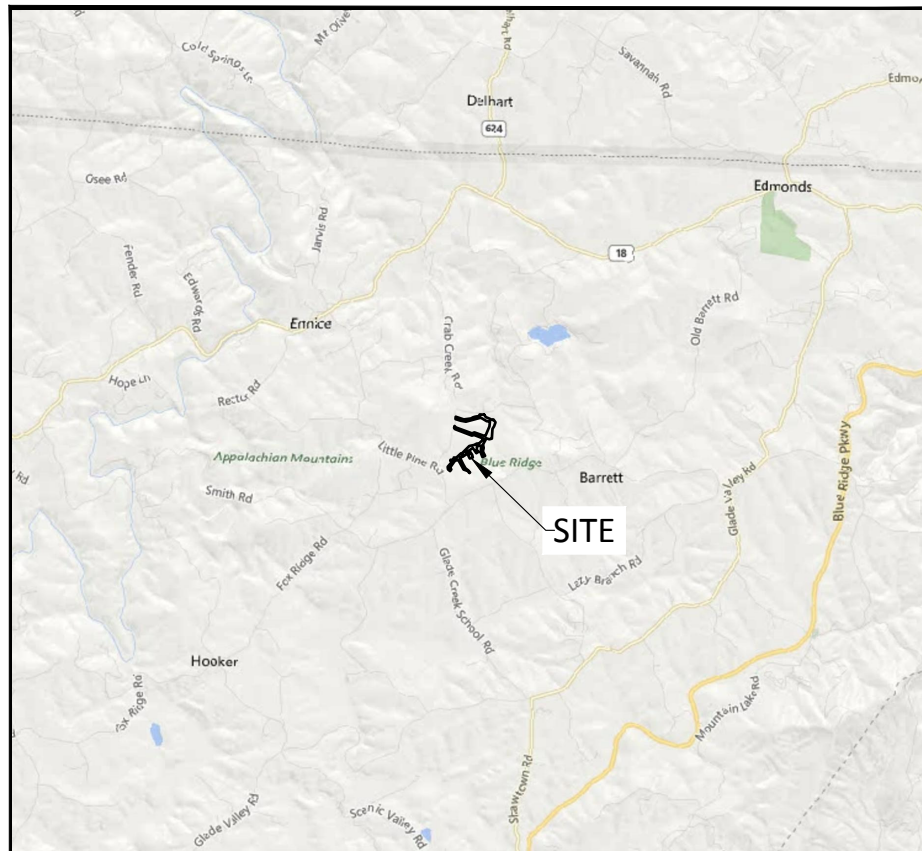 Mt Olive
Cold Springs Ln
Savannah Rd
Delhart Rd
Edmo
Delhart
624
Osee Rd
Edmonds
Jarvis Rd
18
Fender Rd
Edwards Rd
Old Barrett Rd
Ennice
Crab Creek Rd
Hope Ln
Rector Rd
Little Pine Rd
Appalachian Mountains
Blue Ridge
Barrett
Smith Rd
Glade Valley Rd
Blue Ridge Pkwy
SITE
Fox Ridge Rd
Lazy Branch Rd
Glade Creek School Rd
Hooker
Fox Ridge Rd
Mountain Lake Rd
Shawtown Rd
Glade Valley Rd
Scenic Valley Rd